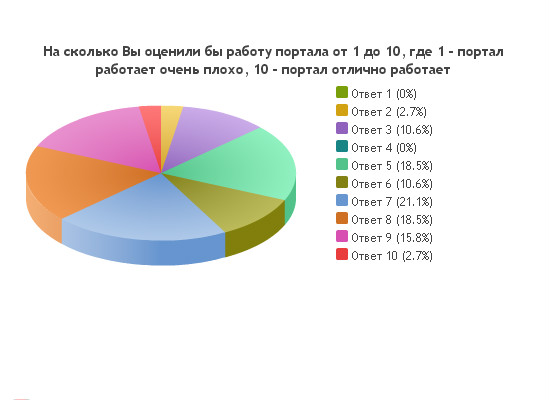 На сколько Вы оценили бы работу портала от 1 до 10, где 1 - портал
работает очень плохо, 10 - портал отлично работает
Ответ 1 (0%)
Ответ 2 (2.7%)
Ответ 3 (10.6%)
Ответ 4 (0%)
Ответ 5 (18.5%)
Ответ 6 (10.6%)
Ответ 7 (21.1%)
Ответ 8 (18.5%)
Ответ 9 (15.8%)
Ответ 10 (2.7%)